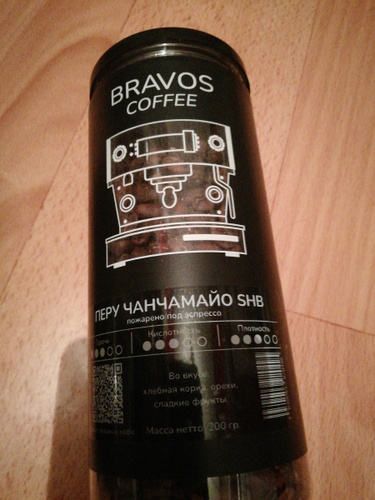 BRAVOS
COFFEE
ПЕРУ ЧАНЧАМАЙО SHB
пожарено под эспрессо
Кислотность
Плотность
Во вкусе:
хлебная корка, орехи,
сладкие фрукты
Масса нетто: 200 гр.